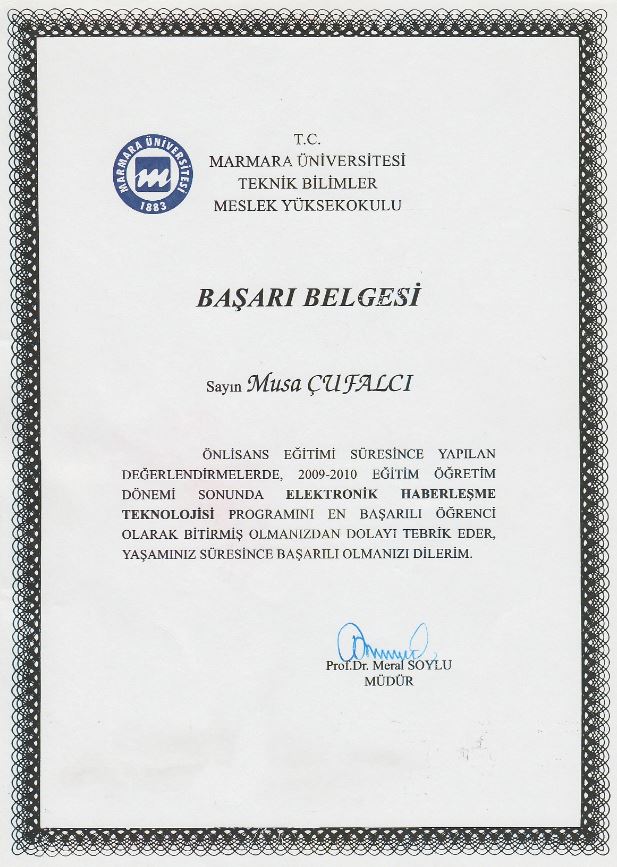 MARMARA ÜNİVERSİTESİ
1883
T.C.
MARMARA ÜNİVERSİTESİ
TEKNİK BİLİMLER
MESLEK YÜKSEKOKULU
BAŞARI BELGESİ
Sayın Musa ÇUFALCI
ÖNLİSANS EĞİTİMİ SÜRESİNCE YAPILAN
DEĞERLENDİRMELERDE, 2009-2010 EĞİTİM ÖĞRETİM
DÖNEMİ SONUNDA ELEKTRONİK HABERLEŞME
TEKNOLOJİSİ PROGRAMINI EN BAŞARILI ÖĞRENCİ
OLARAK BİTİRMİŞ OLMANIZDAN DOLAYI TEBRİK EDER,
YAŞAMINIZ SÜRESİNCE BAŞARILI OLMANIZI DİLERİM.
Prof.Dr. Meral SOYLU
MÜDÜR